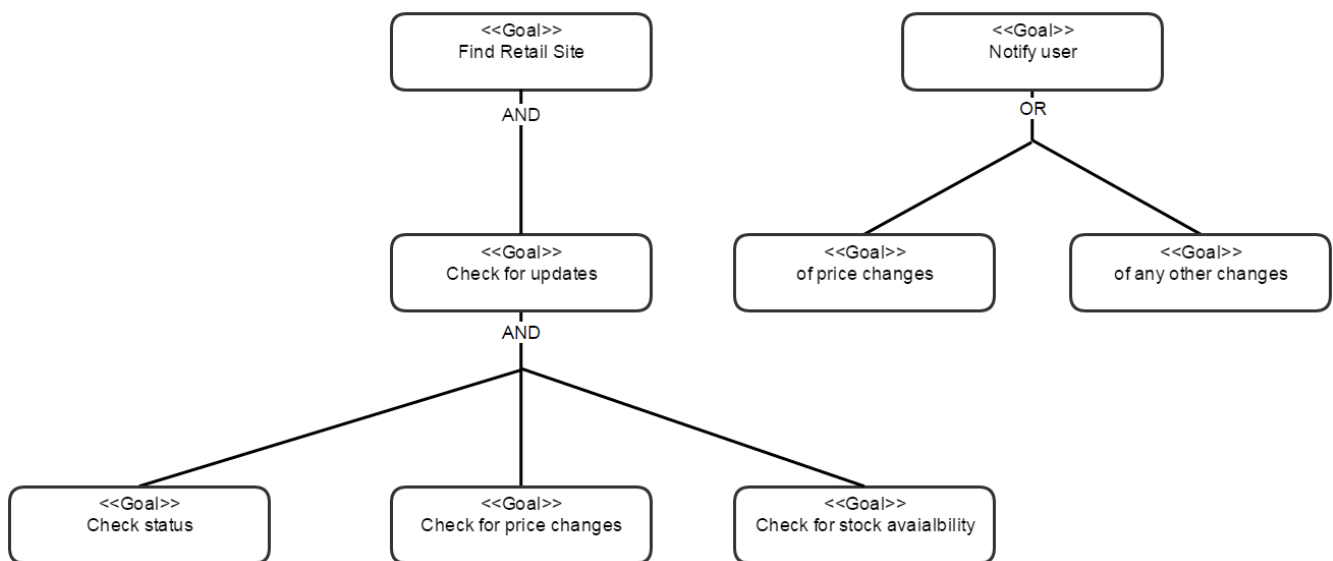 <<Goal>>
Find Retail Site
<<Goal>>
Notify user
AND
OR
<<Goal>>
Check for updates
<<Goal>>
of price changes
<<Goal>>
of any other changes
AND
<<Goal>>
Check status
<<Goal>>
Check for price changes
<<Goal>>
Check for stock avaialbility